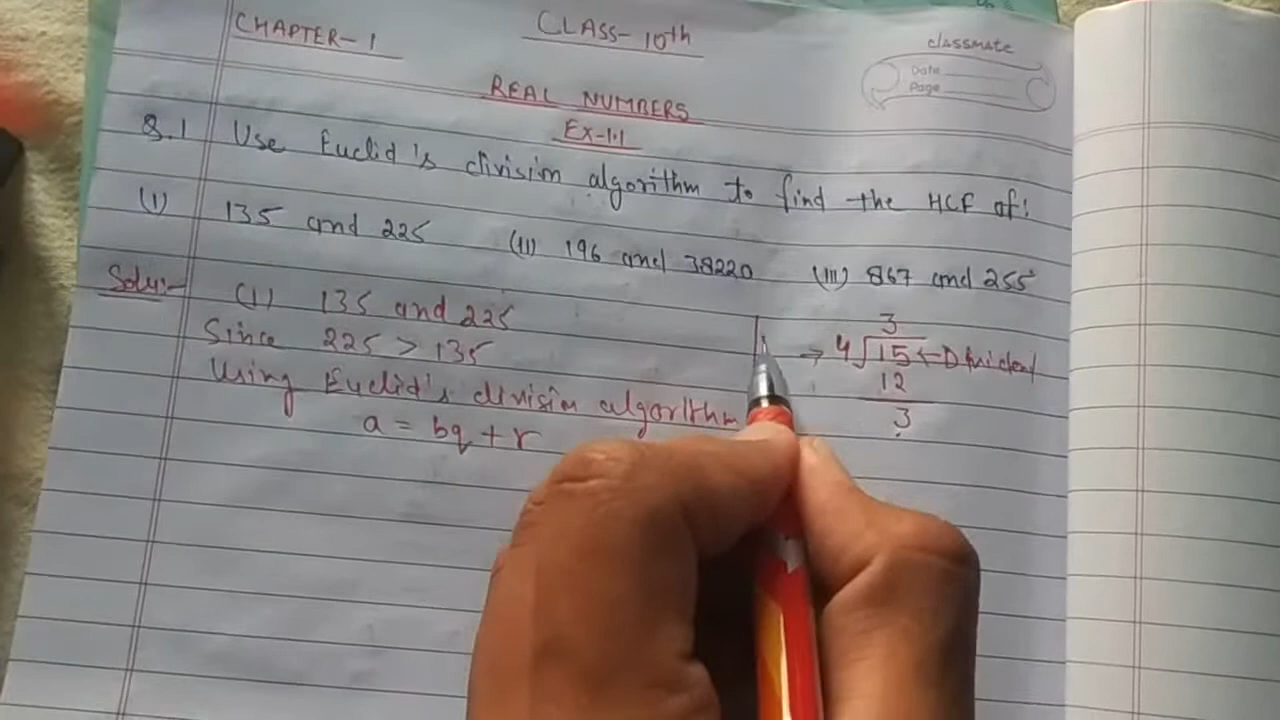 CHAPTER-1
CLASS-10th
classmate
Date
Page
REAL NUMBERS
EX-1.1
Q.1 Use Euclid's division algorithm to find the HCF of:
(I) 135 and 225 (II) 196 and 38220 (III) 867 and 255
Solu:-
(I) 135 and 225
Since 225 > 135
Using Euclid's division algorithm
a = bq + r
3
→ 4 15 ←
12
3